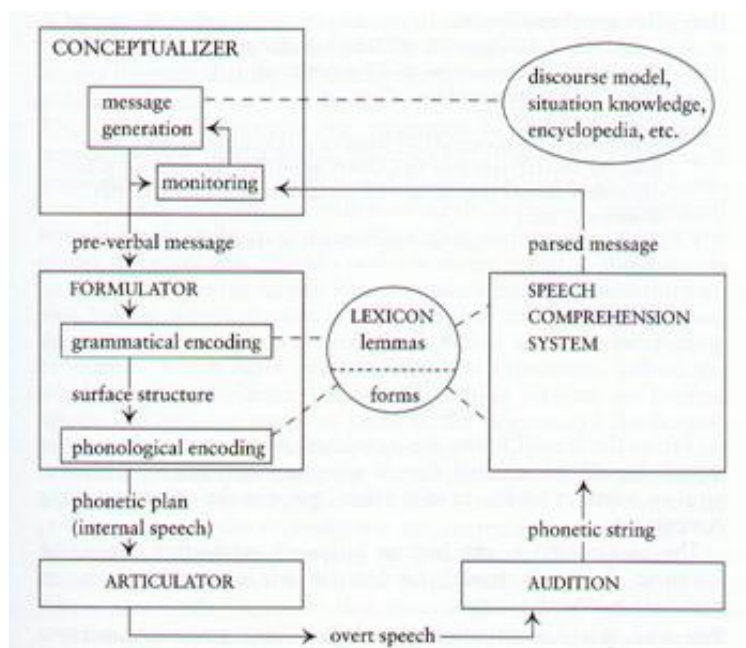 CONCEPTUALIZER
message
generation
monitoring
discourse model,
situation knowledge,
encyclopedia, etc.
pre-verbal message
parsed message
FORMULATOR
grammatical encoding
surface structure
phonological encoding
LEXICON
lemmas
forms
SPEECH
COMPREHENSION
SYSTEM
phonetic plan
(internal speech)
phonetic string
ARTICULATOR
AUDITION
overt speech